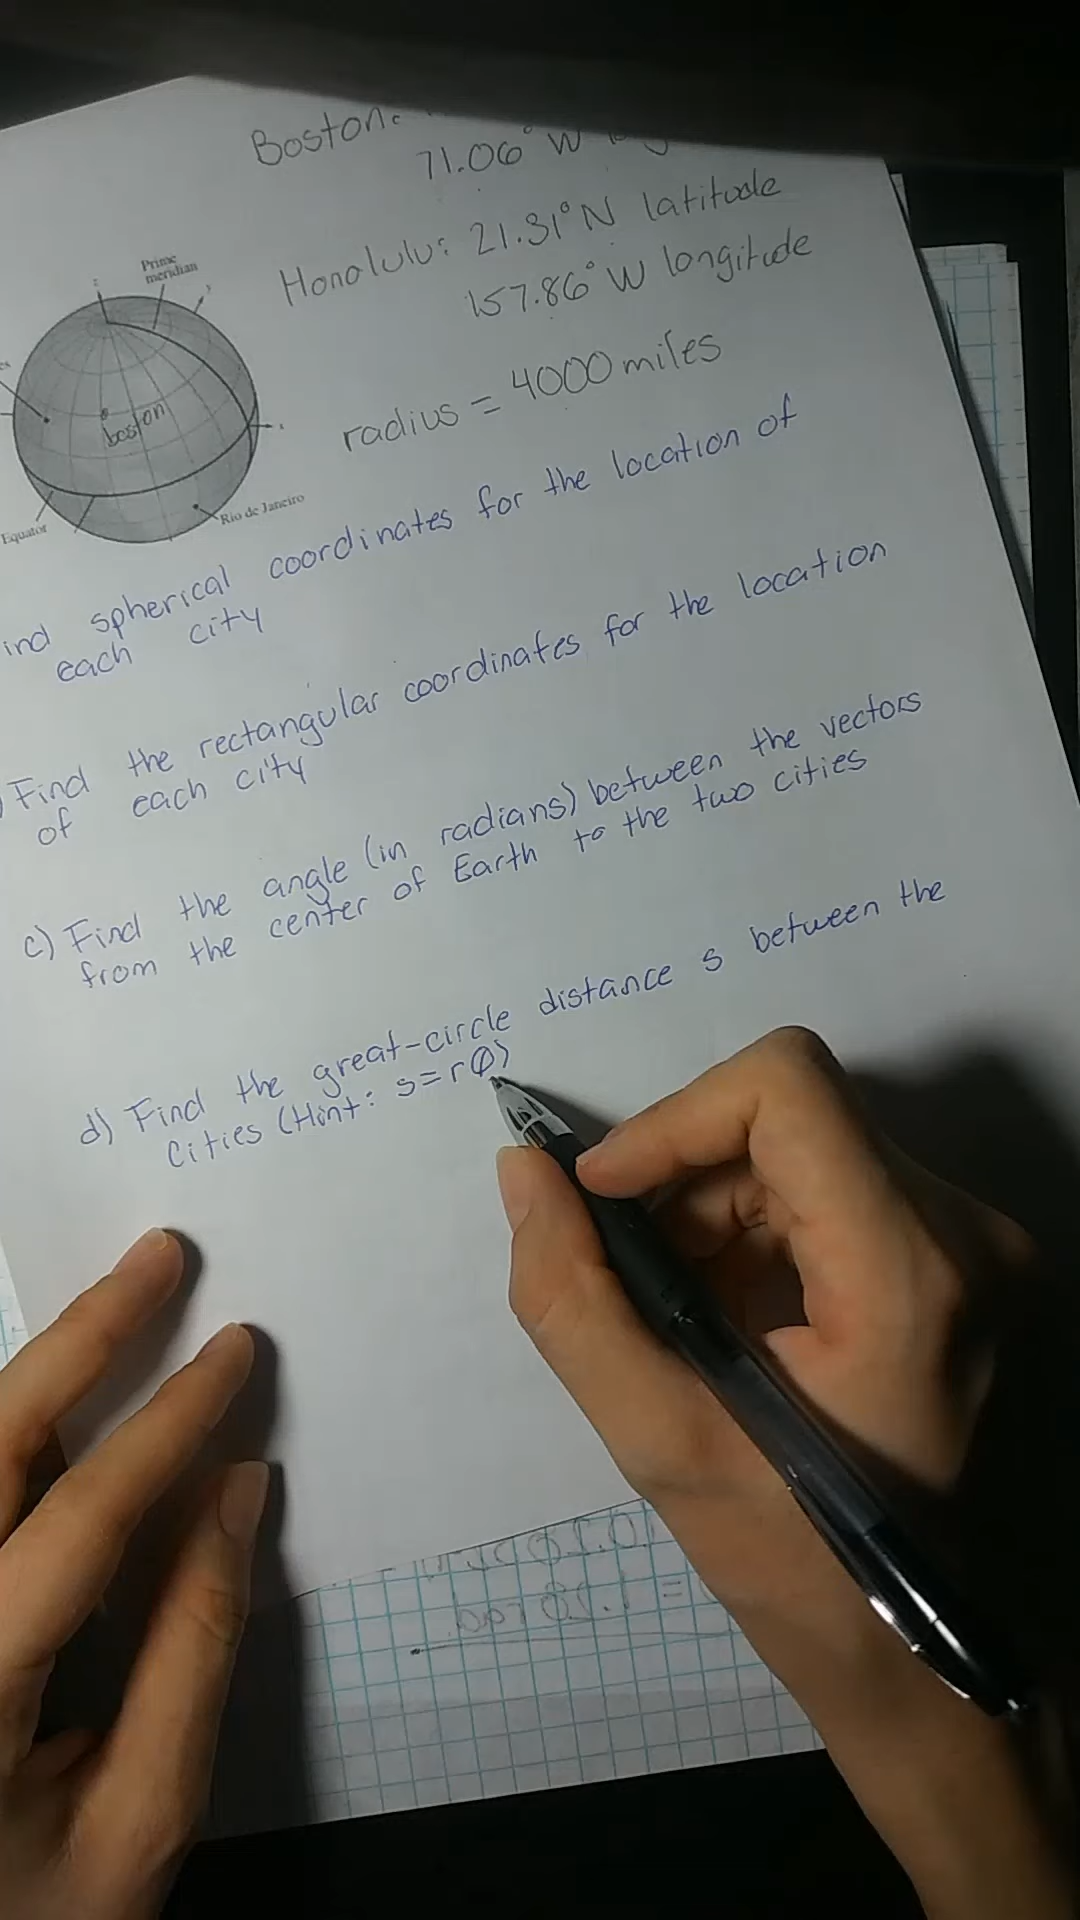 Boston:
71.06° W
Honolulu: 21.31°N latitude
157.86° W longitude
radius = 4000 miles
Prime
meridian
z
y
x
boston
Equator
Rio de Janeiro
ind spherical coordinates for the location of
each city
) Find the rectangular coordinates for the location
of each city
c) Find the angle (in radians) between the vectors
from the center of Earth to the two cities
d) Find the great-circle distance s between the
Cities (Hint: s=rθ)